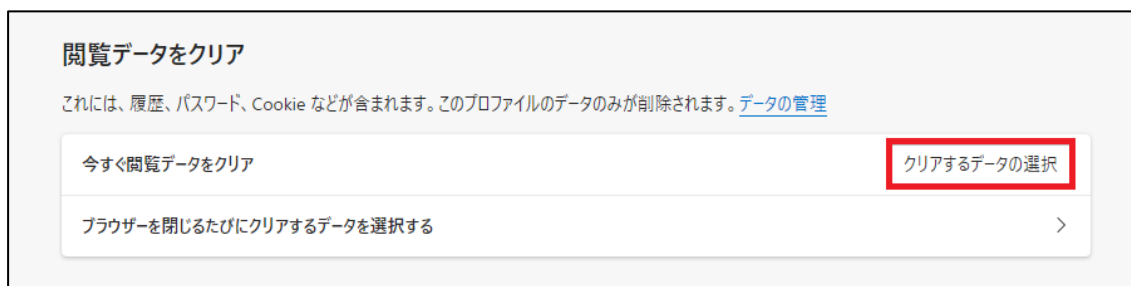 閲覧データをクリア
これには、履歴、パスワード、Cookie などが含まれます。このプロファイルのデータのみが削除されます。データの管理
今すぐ閲覧データをクリア
クリアするデータの選択
ブラウザーを閉じるたびにクリアするデータを選択する